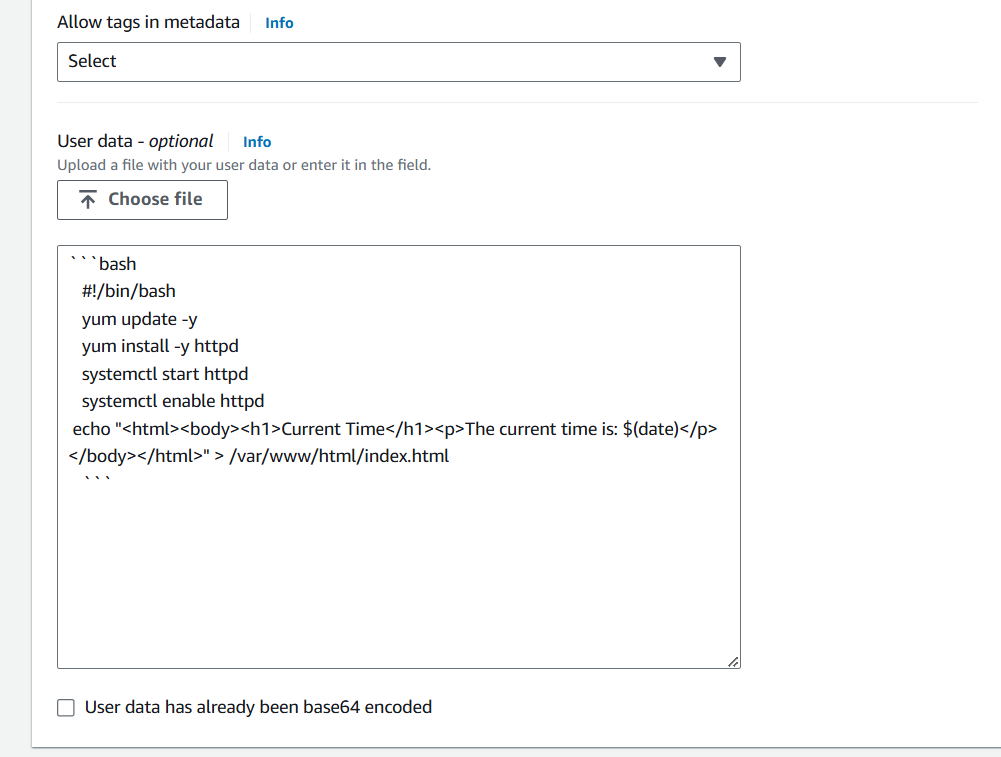 Allow tags in metadata Info
Select
User data - optional Info
Upload a file with your user data or enter it in the field.
Choose file
```bash
#!/bin/bash
yum update -y
yum install -y httpd
systemctl start httpd
systemctl enable httpd
echo "<html><body><h1>Current Time</h1><p>The current time is: $(date)</p>
</body></html>" > /var/www/html/index.html
```
User data has already been base64 encoded